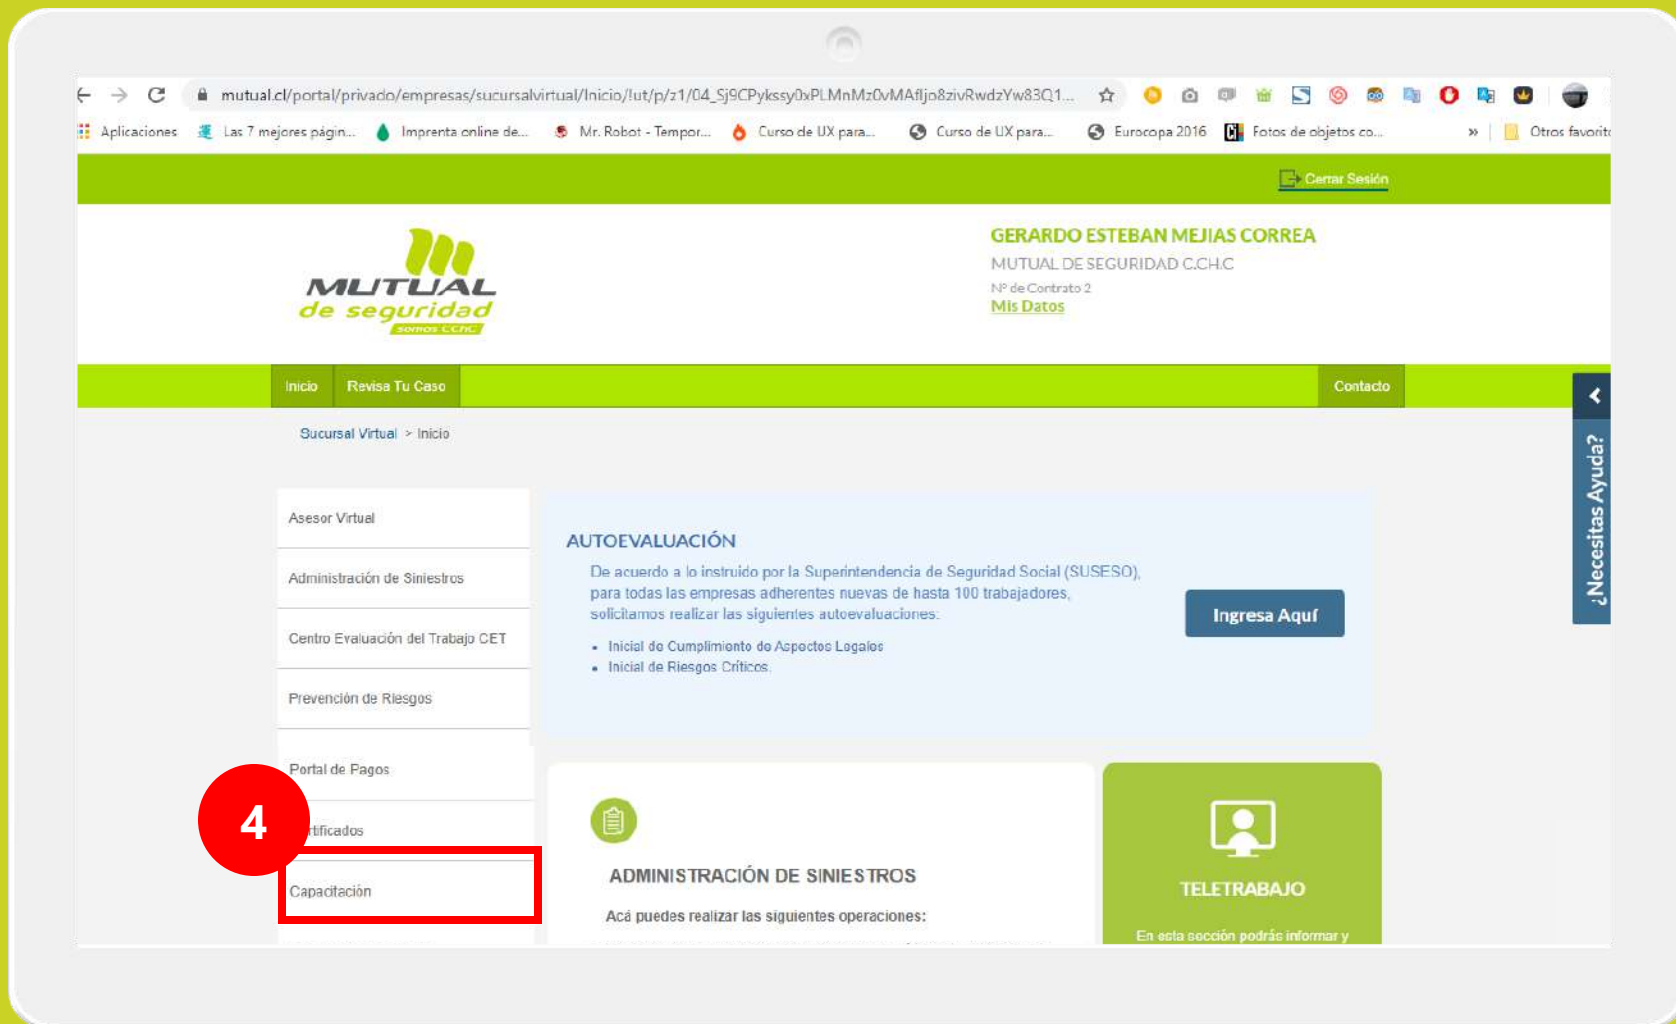 mutual.cl/portal/privado/empresas/sucursalvirtual/Inicio/!ut/p/z1/04_Sj9CPykssy0xPLMnMz0vMAfIjo8zivRwdzYw83Q1...
Aplicaciones Las 7 mejores págin... Imprenta online de... Mr. Robot - Tempor... Curso de UX para... Curso de UX para... Eurocopa 2016 Fotos de objetos co... » Otros favorito
Cerrar Sesión
MUTUAL
de seguridad
somos CChC
GERARDO ESTEBAN MEJIAS CORREA
MUTUAL DE SEGURIDAD C.CH.C
Nº de Contrato 2
Mis Datos
Inicio Revisa Tu Caso Contacto
Sucursal Virtual > Inicio
¿Necesitas Ayuda?
Asesor Virtual
Administración de Siniestros
Centro Evaluación del Trabajo CET
Prevención de Riesgos
Portal de Pagos
4
rtificados
Capacitación
AUTOEVALUACIÓN
De acuerdo a lo instruido por la Superintendencia de Seguridad Social (SUSESO),
para todas las empresas adherentes nuevas de hasta 100 trabajadores,
solicitamos realizar las siguientes autoevaluaciones:
• Inicial de Cumplimiento de Aspectos Legales
• Inicial de Riesgos Críticos.
Ingresa Aquí
ADMINISTRACIÓN DE SINIESTROS
Acá puedes realizar las siguientes operaciones:
TELETRABAJO
En esta sección podrás informar y